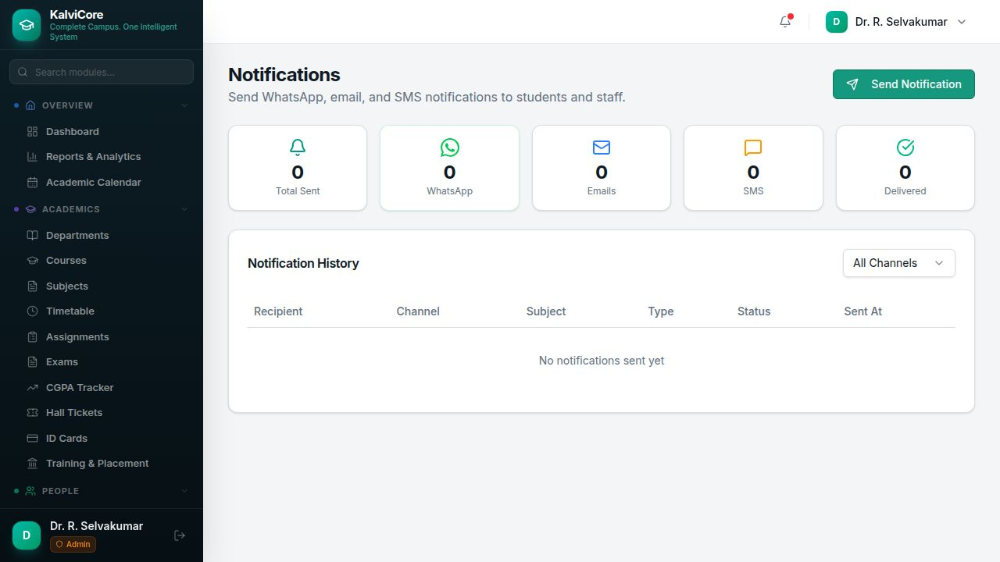 KalviCore
Complete Campus. One Intelligent
System
Search modules...
OVERVIEW
Dashboard
Reports & Analytics
Academic Calendar
ACADEMICS
Departments
Courses
Subjects
Timetable
Assignments
Exams
CGPA Tracker
Hall Tickets
ID Cards
Training & Placement
PEOPLE
D
Dr. R. Selvakumar
Admin
D Dr. R. Selvakumar
Notifications
Send WhatsApp, email, and SMS notifications to students and staff.
Send Notification
0
Total Sent
0
WhatsApp
0
Emails
0
SMS
0
Delivered
Notification History
All Channels
Recipient Channel Subject Type Status Sent At
No notifications sent yet